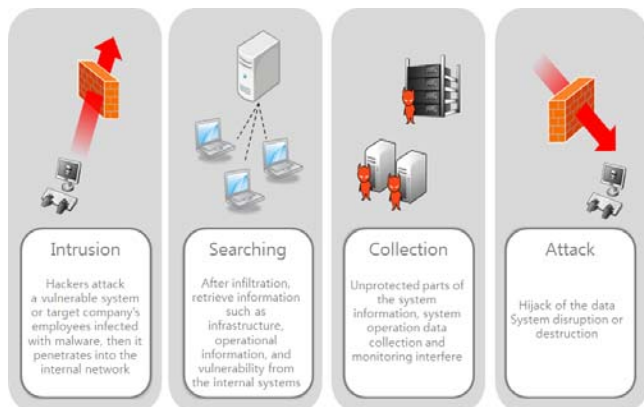 Intrusion
Hackers attack
a vulnerable system
or target company's
employees infected
with malware, then it
penetrates into the
internal network
Searching
After infiltration,
retrieve information
such as
infrastructure,
operational
information, and
vulnerability from
the internal systems
Collection
Unprotected parts of
the system
information, system
operation data
collection and
monitoring interfere
Attack
Hijack of the data
System disruption or
destruction